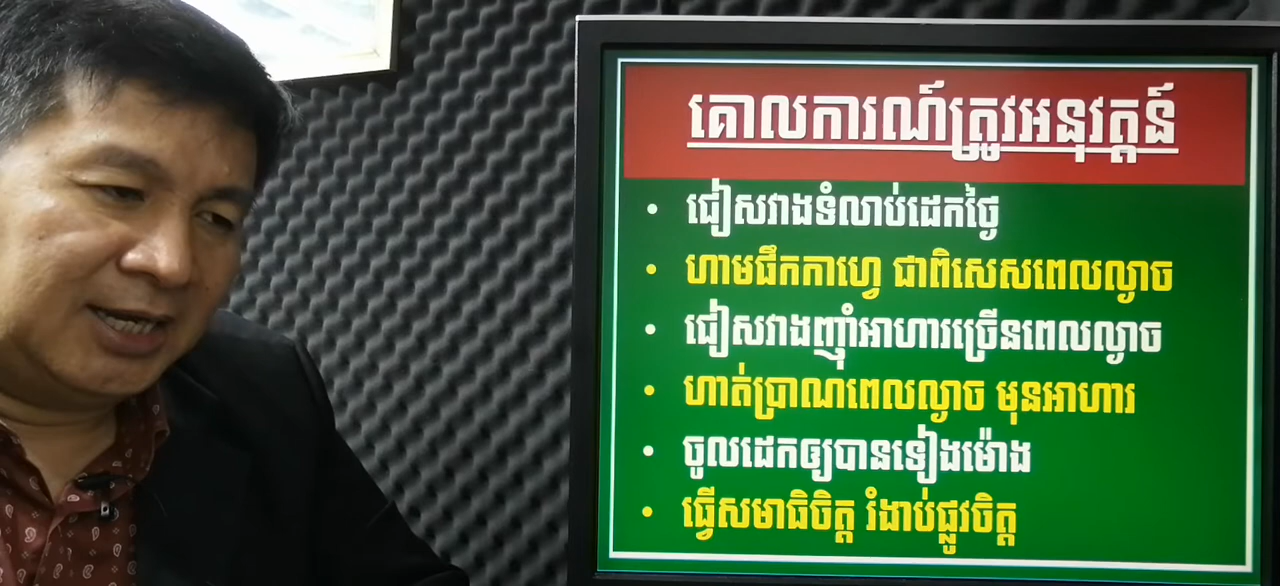 គោលការណ៍ត្រូវអនុវត្តន៍
• ជៀសវាងទំលាប់ដេកថ្ងៃ
• ហាមផឹកកាហ្វេ ជាពិសេសពេលល្ងាច
• ជៀសវាងញ៉ាំអាហារច្រើនពេលល្ងាច
• ហាត់ប្រាណពេលល្ងាច មុនអាហារ
• ចូលដេកឲ្យបានទៀងម៉ោង
• ធ្វើសមាធិចិត្ត រំងាប់ផ្លូវចិត្ត